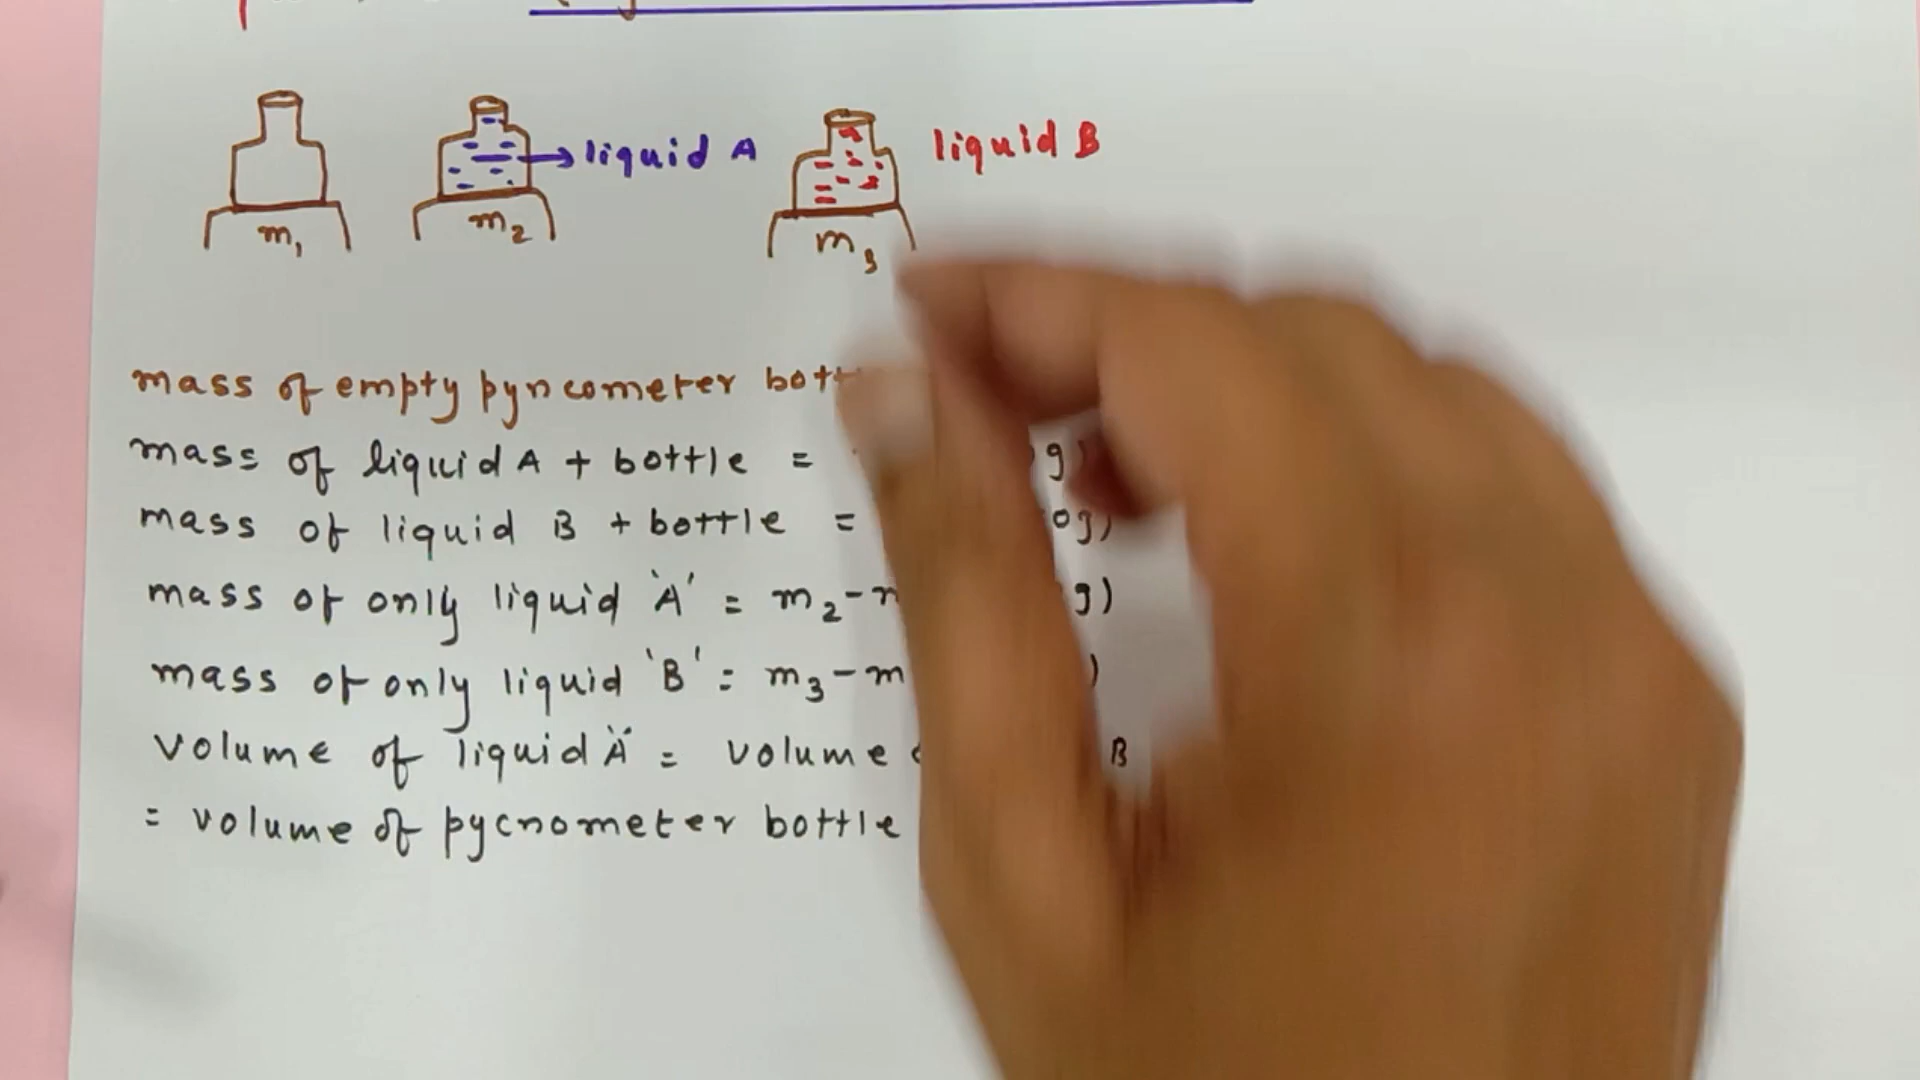 liquid A
liquid B
m₁
m₂
m₃
mass of empty pyncometer
mass of liquid A + bottle =
mass of liquid B + bottle =
mass of only liquid 'A' = m₂-
mass of only liquid 'B' = m₃ - m
volume of liquid A = volume B
= volume of pycnometer bottle